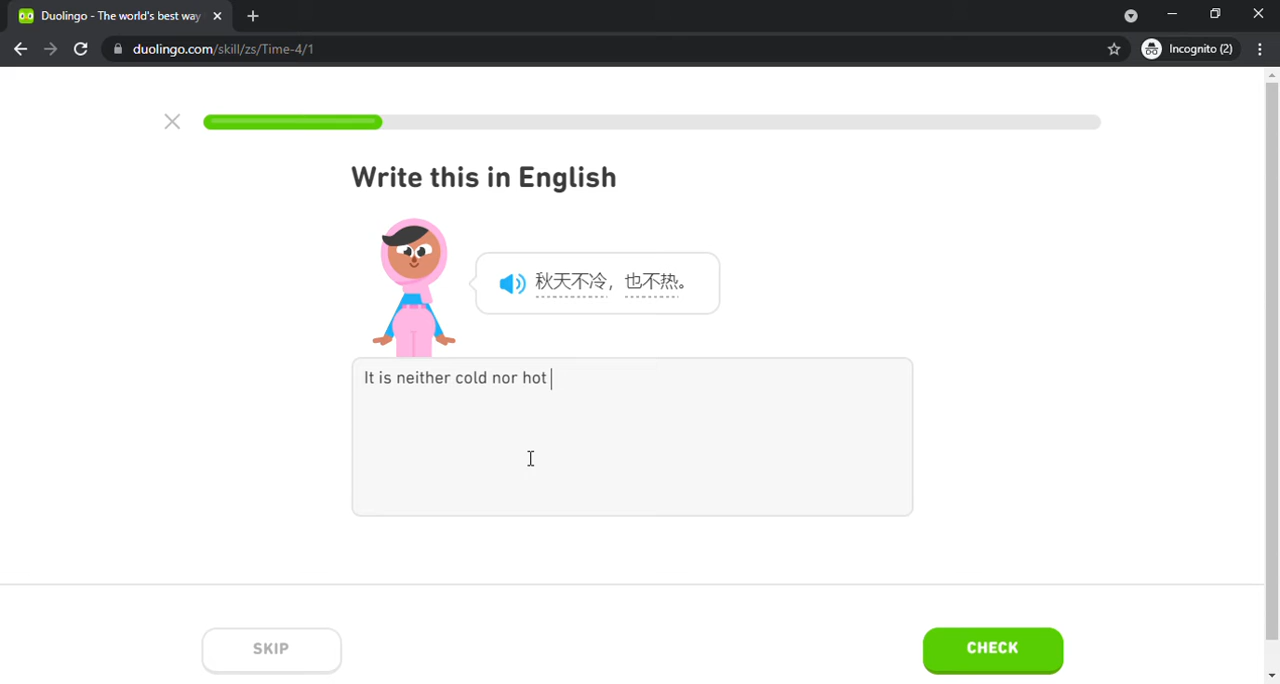 Duolingo - The world's best way
duolingo.com/skill/zs/Time-4/1
Incognito (2)
Write this in English
秋天不冷，也不热。
It is neither cold nor hot
SKIP
CHECK